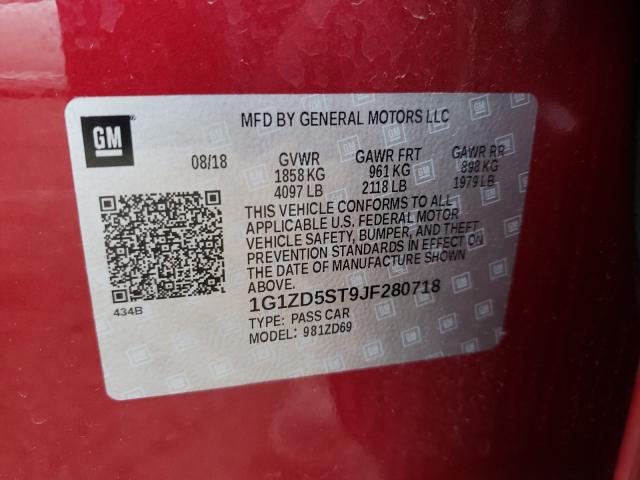 GM
MFD BY GENERAL MOTORS LLC
08/18 GVWR GAWR FRT GAWR RR
1858 KG 961 KG 898 KG
4097 LB 2118 LB 1979 LB
THIS VEHICLE CONFORMS TO ALL
APPLICABLE U.S. FEDERAL MOTOR
VEHICLE SAFETY, BUMPER, AND THEFT
PREVENTION STANDARDS IN EFFECT ON
THE DATE OF MANUFACTURE SHOWN
ABOVE.
434B
1G1ZD5ST9JF280718
TYPE: PASS CAR
MODEL: 981ZD69